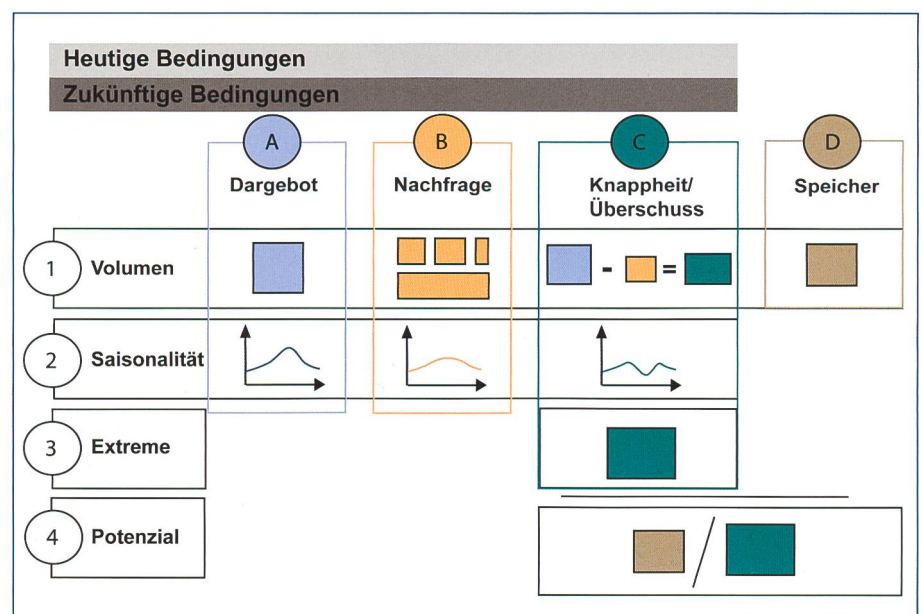 Heutige Bedingungen
Zukünftige Bedingungen
A
B
C
D
Dargebot
Nachfrage
Knappheit/
Überschuss
Speicher
1
Volumen
-
=
2
Saisonalität
3
Extreme
4
Potenzial
/